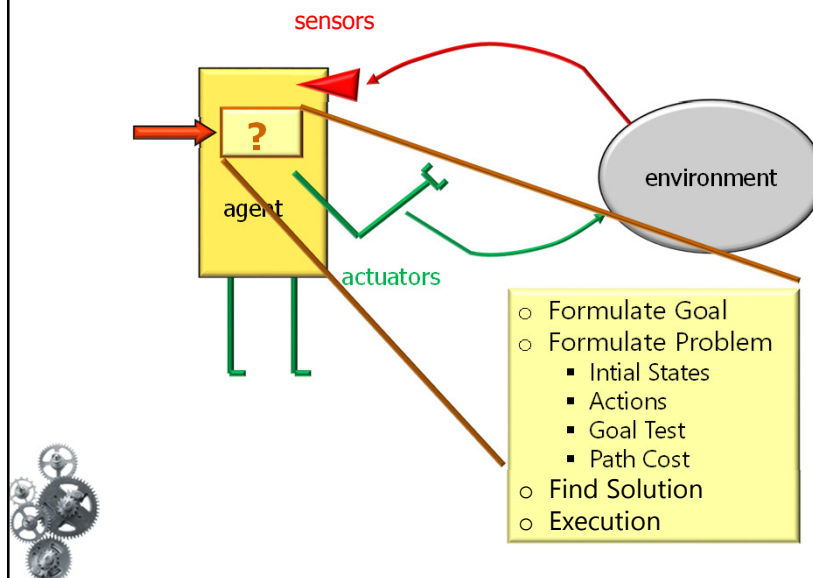 sensors
?
agent
environment
actuators
○ Formulate Goal
○ Formulate Problem
▪ Intial States
▪ Actions
▪ Goal Test
▪ Path Cost
○ Find Solution
○ Execution